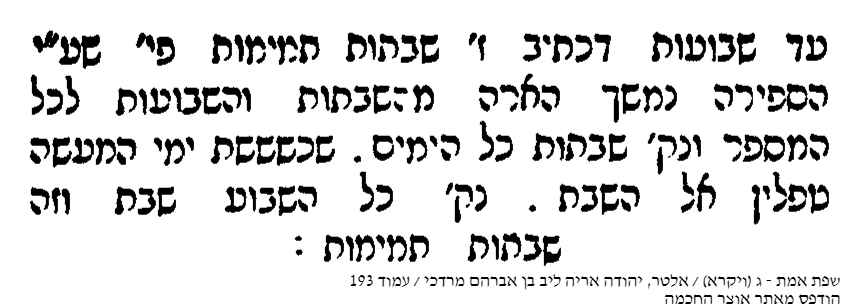 עד שבועות דכתיב ז' שבתות תמימות פי' שע"י
הספירה נמשך הארה מהשבתות והשבועות לכל
המספר ונק' שבתות כל הימים. שכשששת ימי המעשה
טפלין אל השבת . נק' כל השבוע שבת וזה
שבתות תמימות :
שפת אמת - ג (ויקרא) / אלטר, יהודה אריה ליב בן אברהם מרדכי / עמוד 193
הודפס מאתר אוצר החכמה